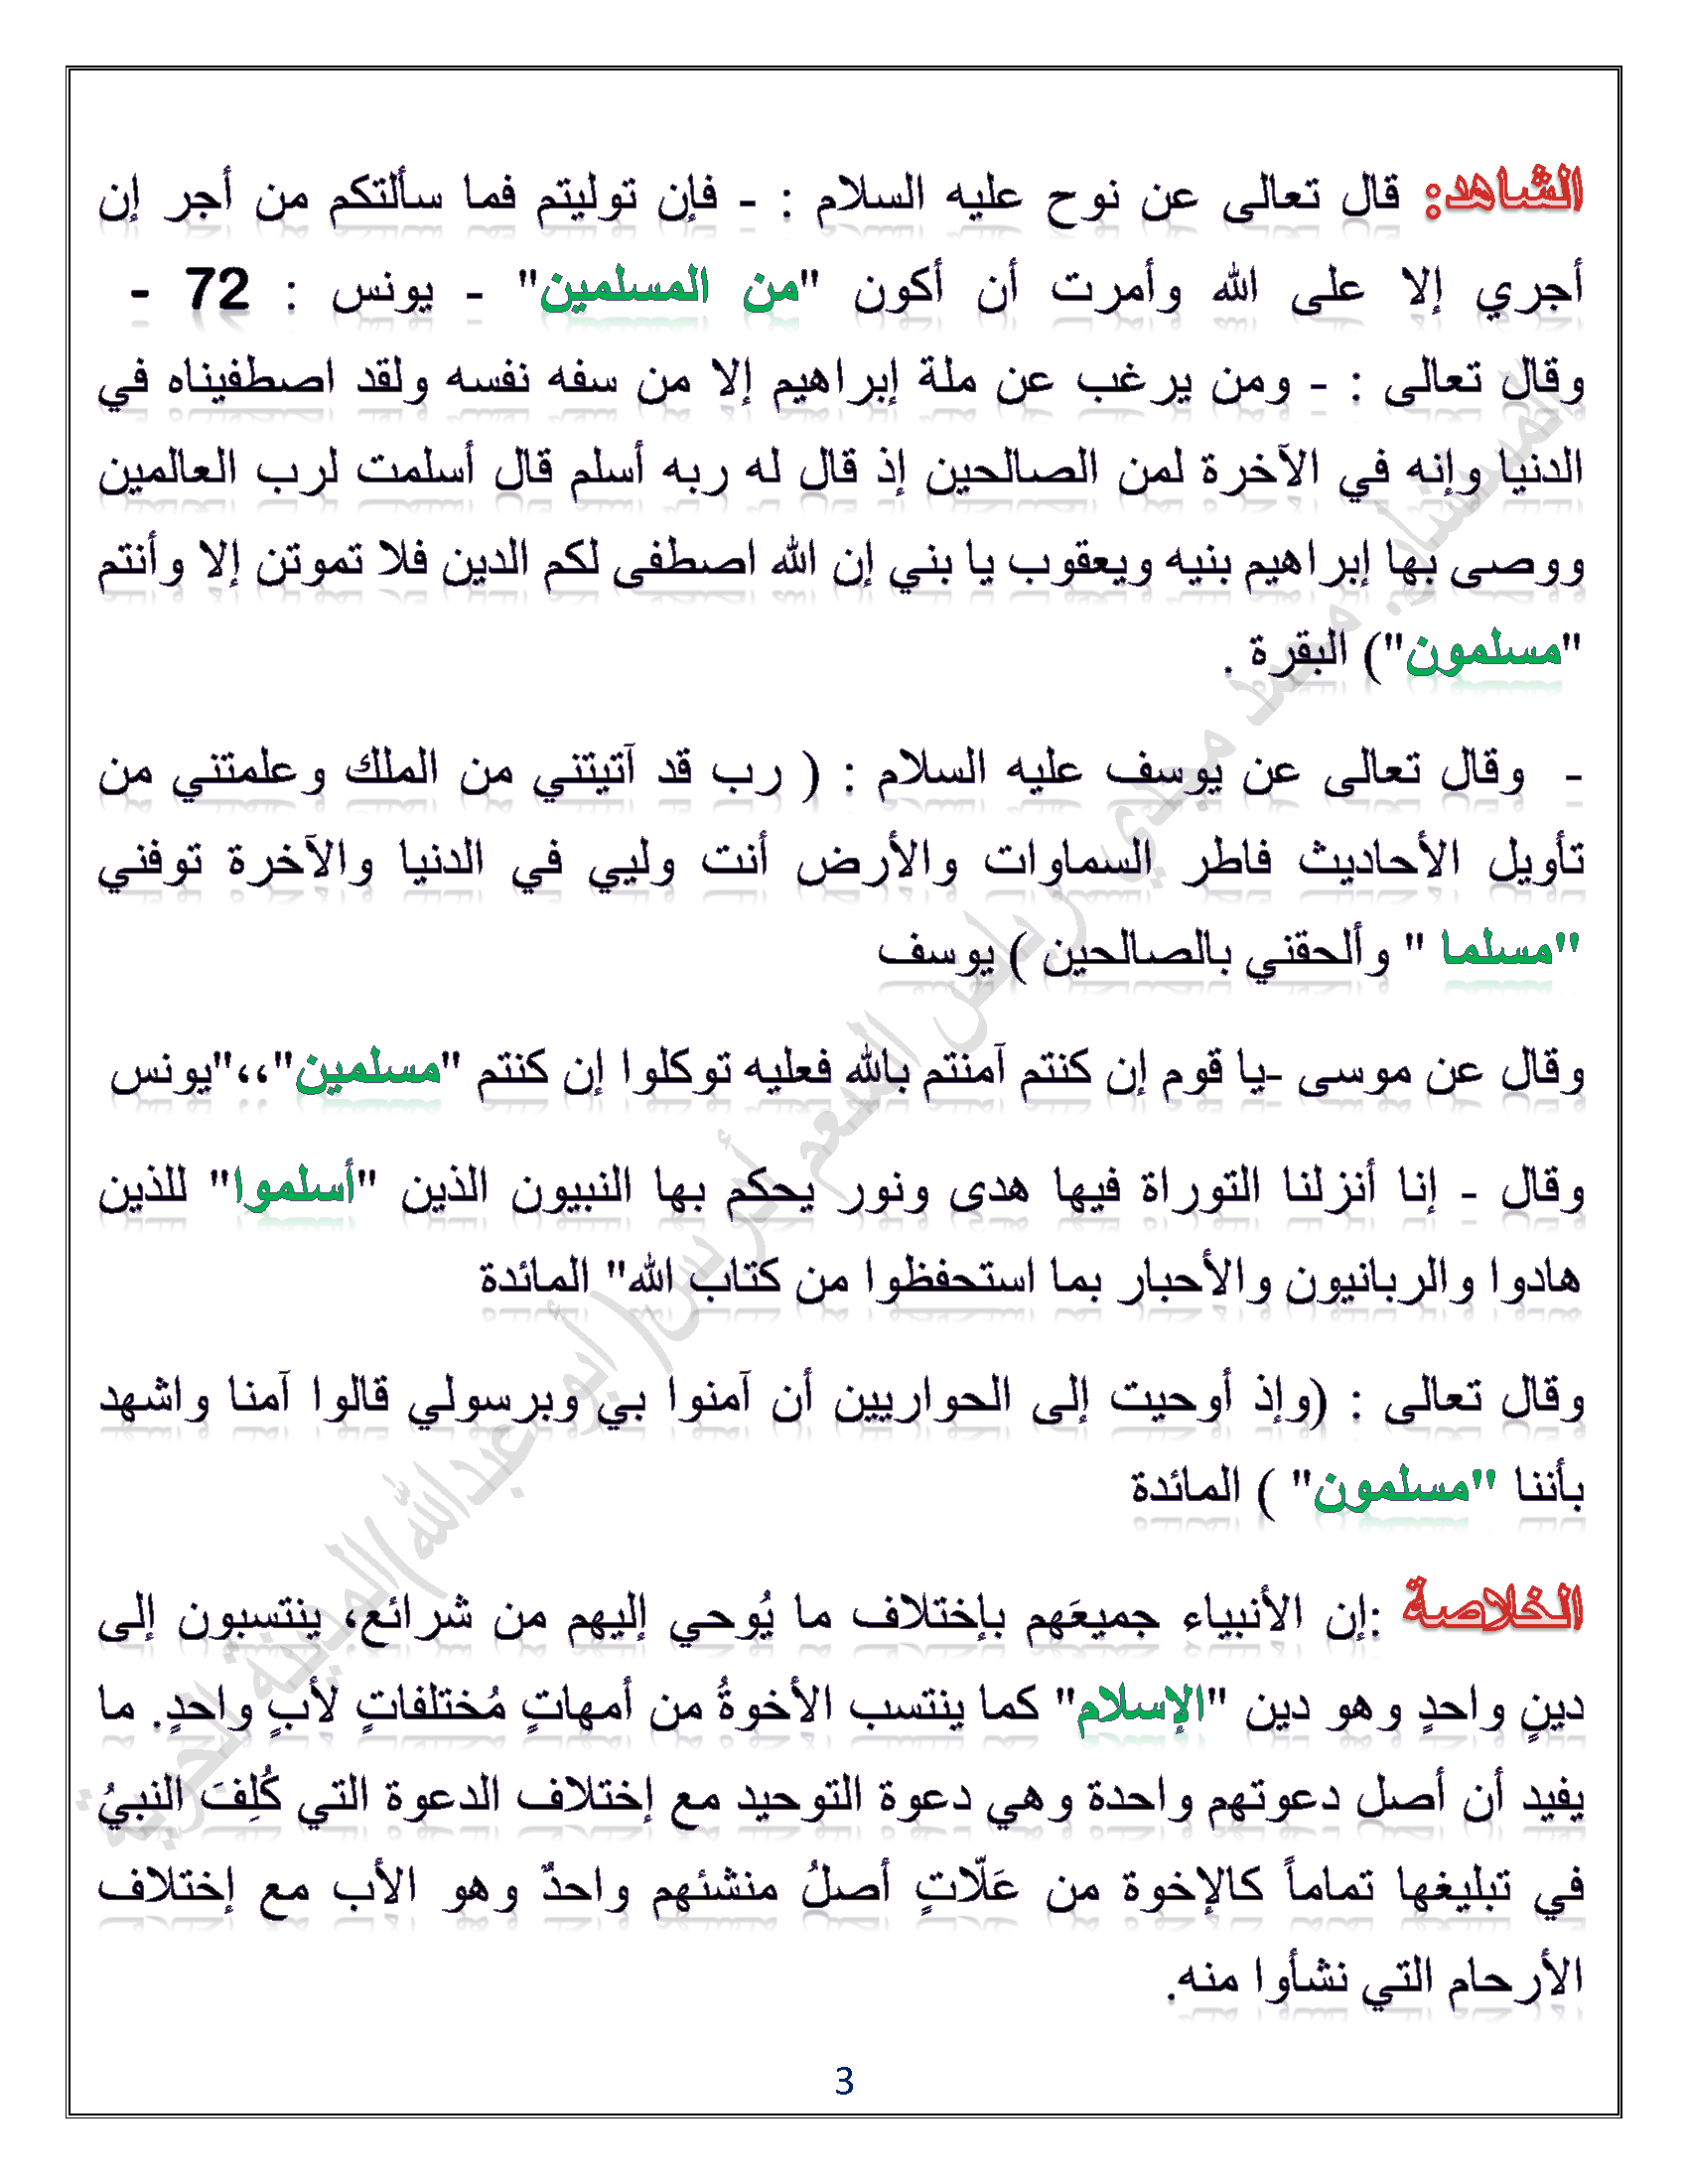 الشاهد: قال تعالى عن نوح عليه السلام : - فإن توليتم فما سألتكم من أجر إن
أجري إلا على الله وأمرت أن أكون "من المسلمين" - يونس : 72 -
وقال تعالى : - ومن يرغب عن ملة إبراهيم إلا من سفه نفسه ولقد اصطفيناه في
الدنيا وإنه في الآخرة لمن الصالحين إذ قال له ربه أسلم قال أسلمت لرب العالمين
ووصى بها إبراهيم بنيه ويعقوب يا بني إن الله اصطفى لكم الدين فلا تموتن إلا وأنتم
"مسلمون") البقرة .
- وقال تعالى عن يوسف عليه السلام : ( رب قد آتيتني من الملك وعلمتني من
تأويل الأحاديث فاطر السماوات والأرض أنت وليي في الدنيا والآخرة توفني
"مسلما " وألحقني بالصالحين ) يوسف
وقال عن موسى -يا قوم إن كنتم آمنتم بالله فعليه توكلوا إن كنتم "مسلمين"،،"يونس
وقال - إنا أنزلنا التوراة فيها هدى ونور يحكم بها النبيون الذين "أسلموا" للذين
هادوا والربانيون والأحبار بما استحفظوا من كتاب الله" المائدة
وقال تعالى : (وإذ أوحيت إلى الحواريين أن آمنوا بي وبرسولي قالوا آمنا واشهد
بأننا "مسلمون" ) المائدة
الخلاصة :إن الأنبياء جميعَهم بإختلاف ما يُوحي إليهم من شرائع، ينتسبون إلى
دينٍ واحدٍ وهو دين "الإسلام" كما ينتسب الأخوةُ من أمهاتٍ مُختلفاتٍ لأبٍ واحدٍ. ما
يفيد أن أصل دعوتهم واحدة وهي دعوة التوحيد مع إختلاف الدعوة التي كُلِفَ النبيُ
في تبليغها تماماً كالإخوة من عَلّاتٍ أصلُ منشئهم واحدٌ وهو الأب مع إختلاف
الأرحام التي نشأوا منه.
3